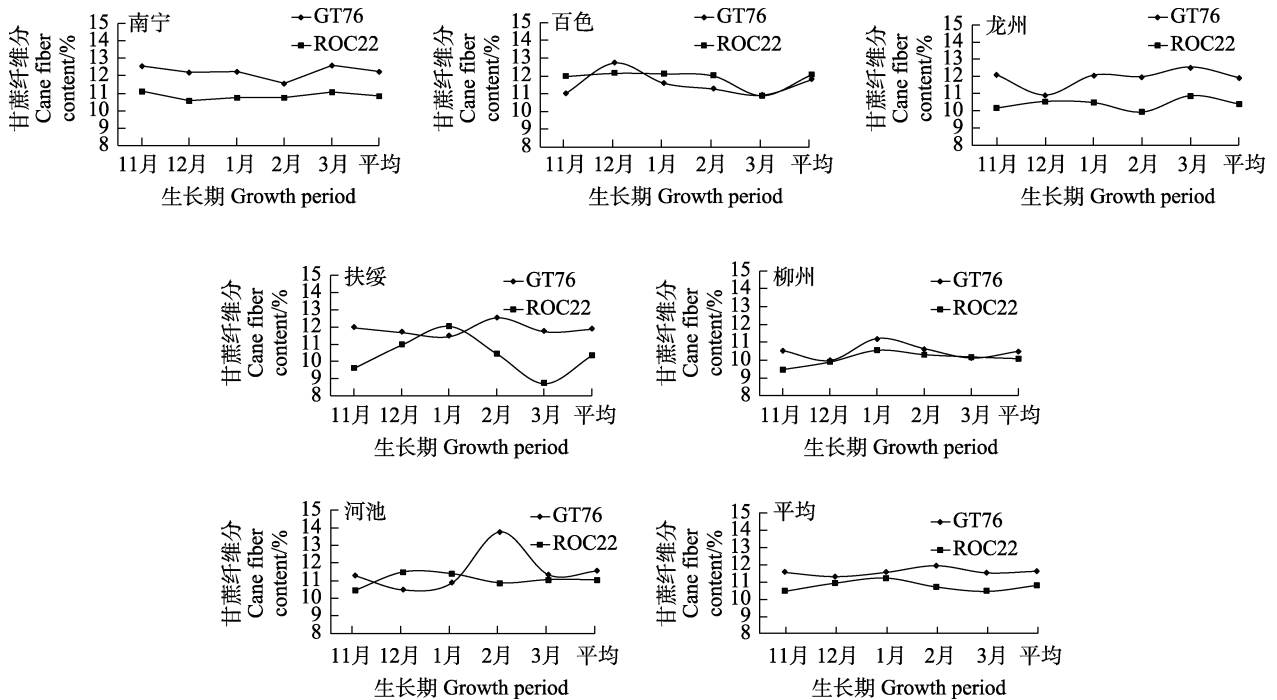 南宁
GT76
ROC22
15
14
13
12
11
10
9
8
甘蔗纤维分
Cane fiber
content/%
11月 12月 1月 2月 3月 平均
生长期 Growth period
百色
GT76
ROC22
15
14
13
12
11
10
9
8
甘蔗纤维分
Cane fiber
content/%
11月 12月 1月 2月 3月 平均
生长期 Growth period
龙州
GT76
ROC22
15
14
13
12
11
10
9
8
甘蔗纤维分
Cane fiber
content/%
11月 12月 1月 2月 3月 平均
生长期 Growth period
扶绥
GT76
ROC22
15
14
13
12
11
10
9
8
甘蔗纤维分
Cane fiber
content/%
11月 12月 1月 2月 3月 平均
生长期 Growth period
柳州
GT76
ROC22
15
14
13
12
11
10
9
8
甘蔗纤维分
Cane fiber
content/%
11月 12月 1月 2月 3月 平均
生长期 Growth period
河池
GT76
ROC22
15
14
13
12
11
10
9
8
甘蔗纤维分
Cane fiber
content/%
11月 12月 1月 2月 3月 平均
生长期 Growth period
平均
GT76
ROC22
15
14
13
12
11
10
9
8
甘蔗纤维分
Cane fiber
content/%
11月 12月 1月 2月 3月 平均
生长期 Growth period